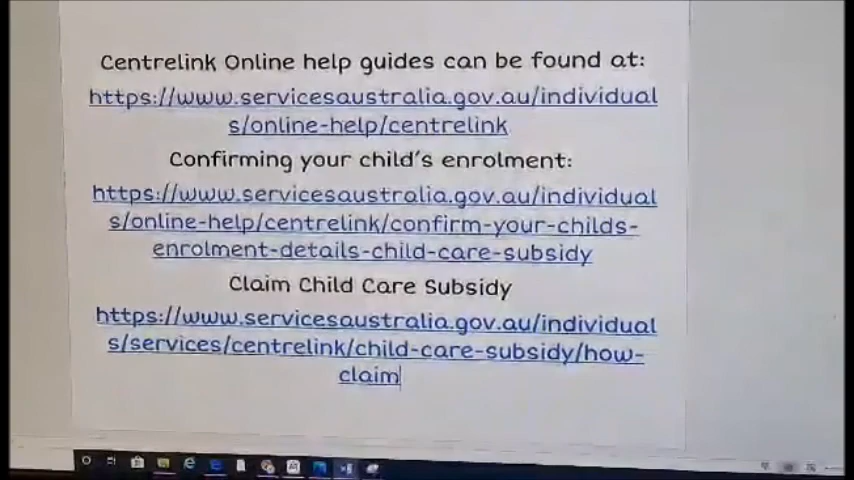 Centrelink Online help guides can be found at:
https://www.servicesaustralia.gov.au/individual
s/online-help/centrelink
Confirming your child's enrolment:
https://www.servicesaustralia.gov.au/individual
s/online-help/centrelink/confirm-your-childs-
enrolment-details-child-care-subsidy
Claim Child Care Subsidy
https://www.servicesaustralia.gov.au/individual
s/services/centrelink/child-care-subsidy/how-
claim